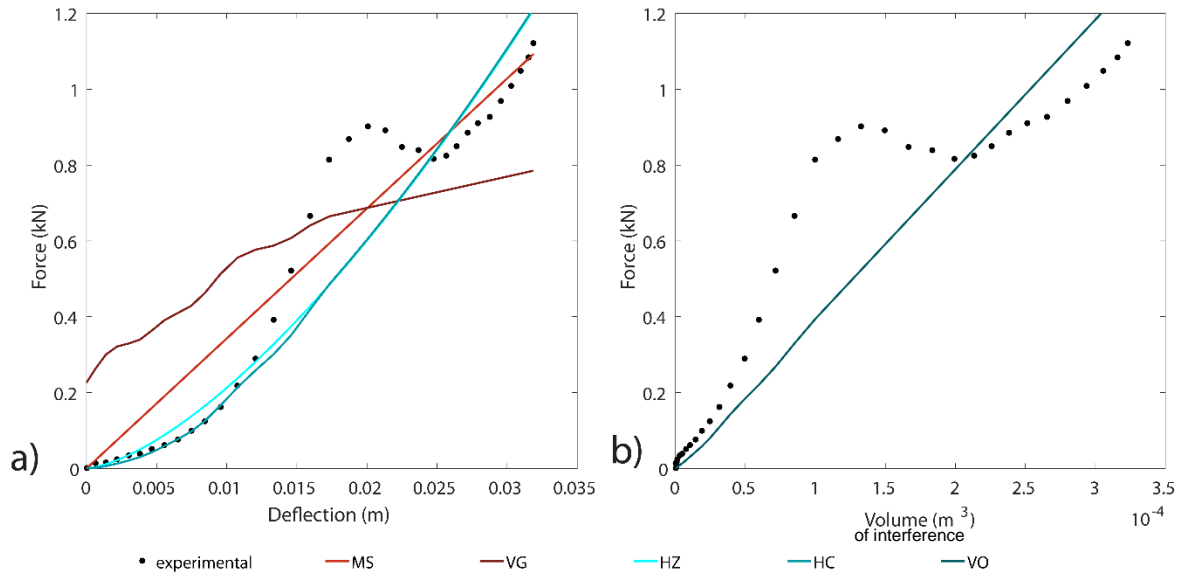 1.2
1
0.8
0.6
0.4
0.2
0
Force (kN)
a)
0 0.005 0.01 0.015 0.02 0.025 0.03 0.035
Deflection (m)
1.2
1
0.8
0.6
0.4
0.2
0
Force (kN)
b)
0 0.5 1 1.5 2 2.5 3 3.5
Volume (m³)
10⁻⁴
of interference
experimental MS VG HZ HC VO